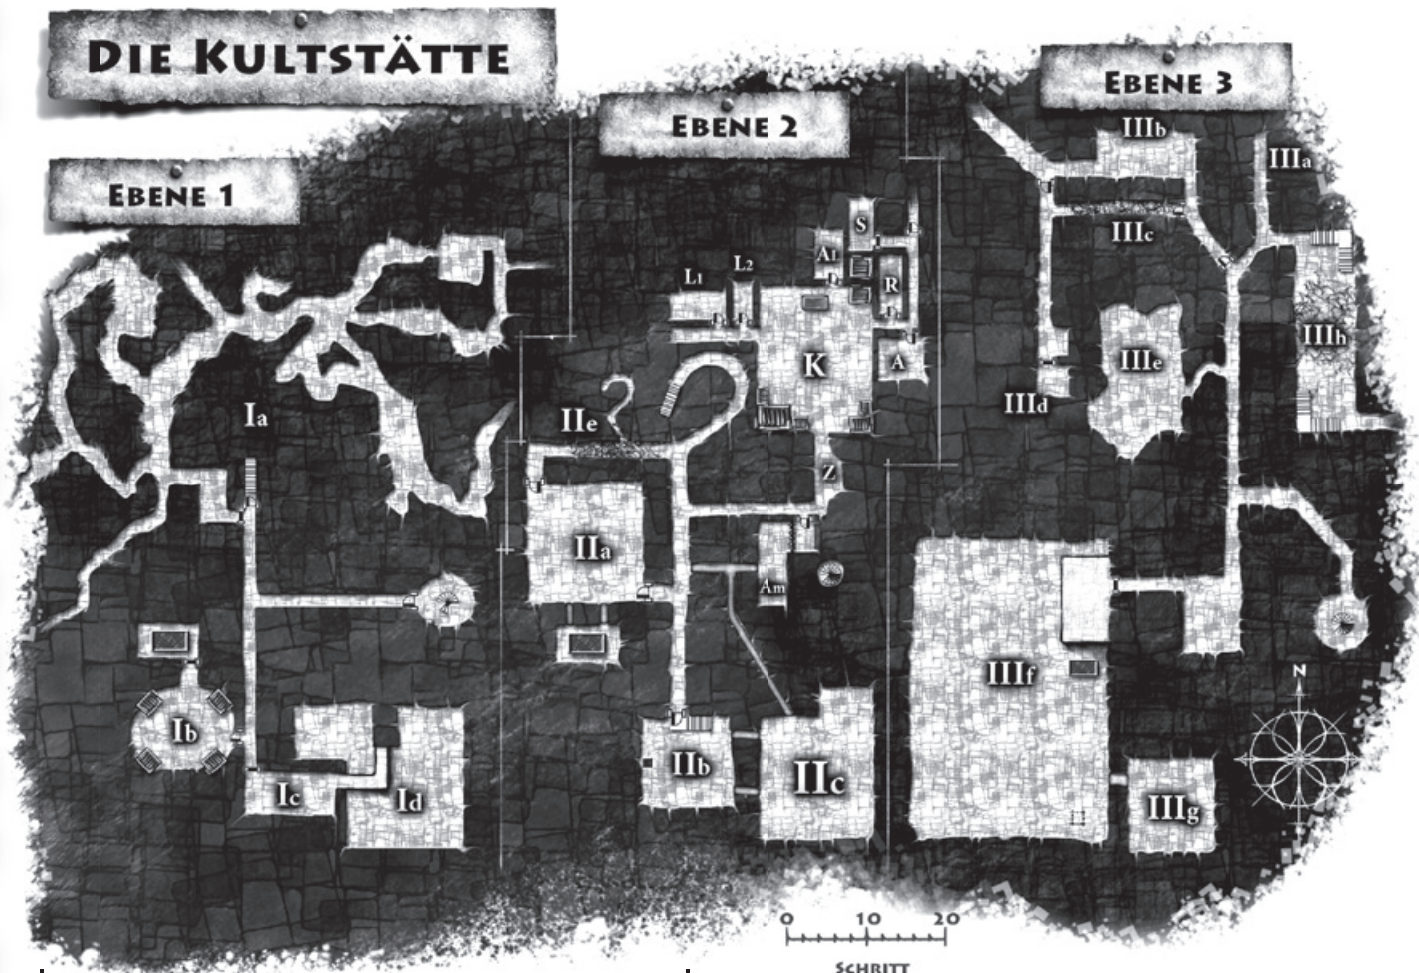 DIE KULTSTÄTTE
EBENE 1
EBENE 2
EBENE 3
Ia
Ib
Ic
Id
L1
L2
A1
S
R
A
K
Z
IIe
IIa
Am
IIb
IIc
IIIb
IIIa
IIIc
S
IIIh
IIIe
IIId
IIIf
IIIg
N
0 10 20
SCHRITT